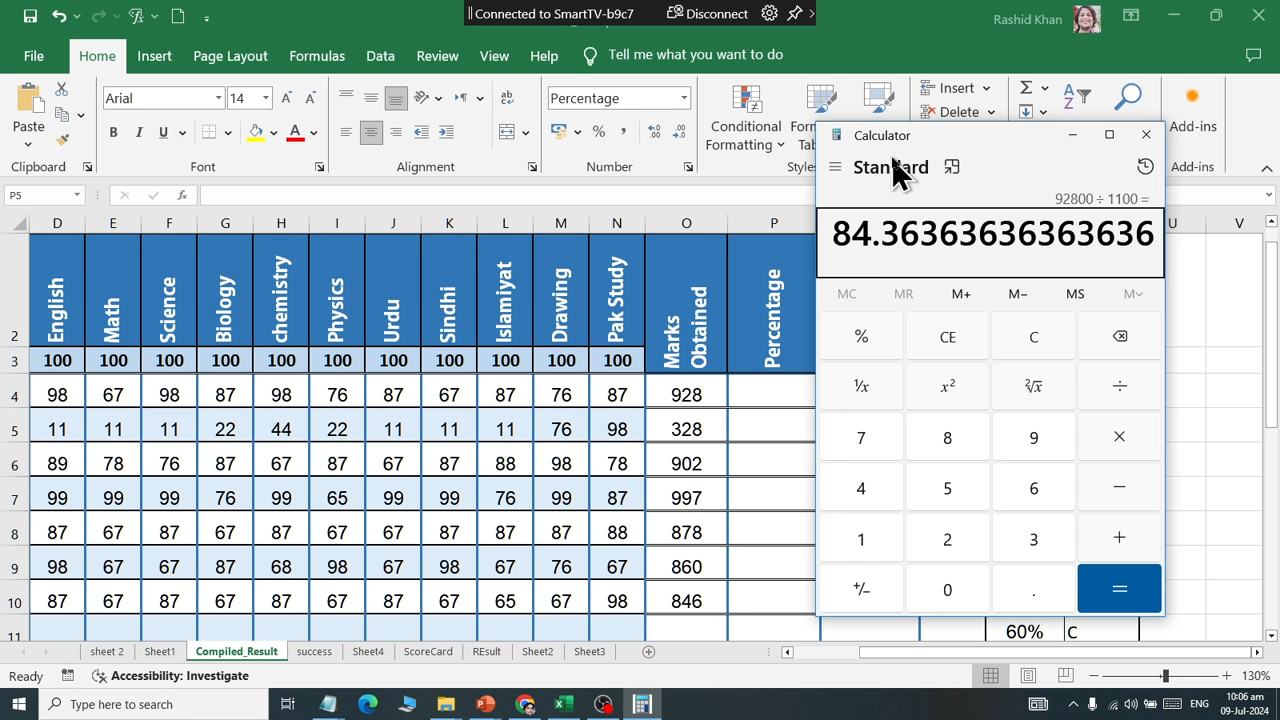 Connected to SmartTV-b9c7 Disconnect
Rashid Khan
File Home Insert Page Layout Formulas Data Review View Help Tell me what you want to do
Paste
Arial 14
B I U
A
Percentage
% ,
Conditional
Formatting
Insert
Delete
Add-ins
Clipboard Font Alignment Number Add-ins
P5 fx
Calculator
Standard
92800 ÷ 1100 =
84.36363636363636
MC MR M+ M− MS M
% CE C
¹/x x² ²√x ÷
7 8 9 ×
4 5 6 −
1 2 3 +
+/− 0 . =
D E F G H I J K L M N O P U V
2 English Math Science Biology chemistry Physics Urdu Sindhi Islamiyat Drawing Pak Study Marks Obtained Percentage
3 100 100 100 100 100 100 100 100 100 100 100
4 98 67 98 87 98 76 87 67 87 76 87 928
5 11 11 11 22 44 22 11 11 11 76 98 328
6 89 78 76 87 67 87 67 87 88 98 78 902
7 99 99 99 76 99 65 99 99 76 99 87 997
8 87 67 87 67 87 67 67 87 87 87 88 878
9 98 67 67 87 68 98 67 98 67 76 67 860
10 87 67 87 67 87 67 87 67 65 67 98 846
11 60% C
sheet 2 Sheet1 Compiled_Result success Sheet4 ScoreCard REsult Sheet2 Sheet3
Ready Accessibility: Investigate 130%
Type here to search
ENG
10:06 am
09-Jul-2024